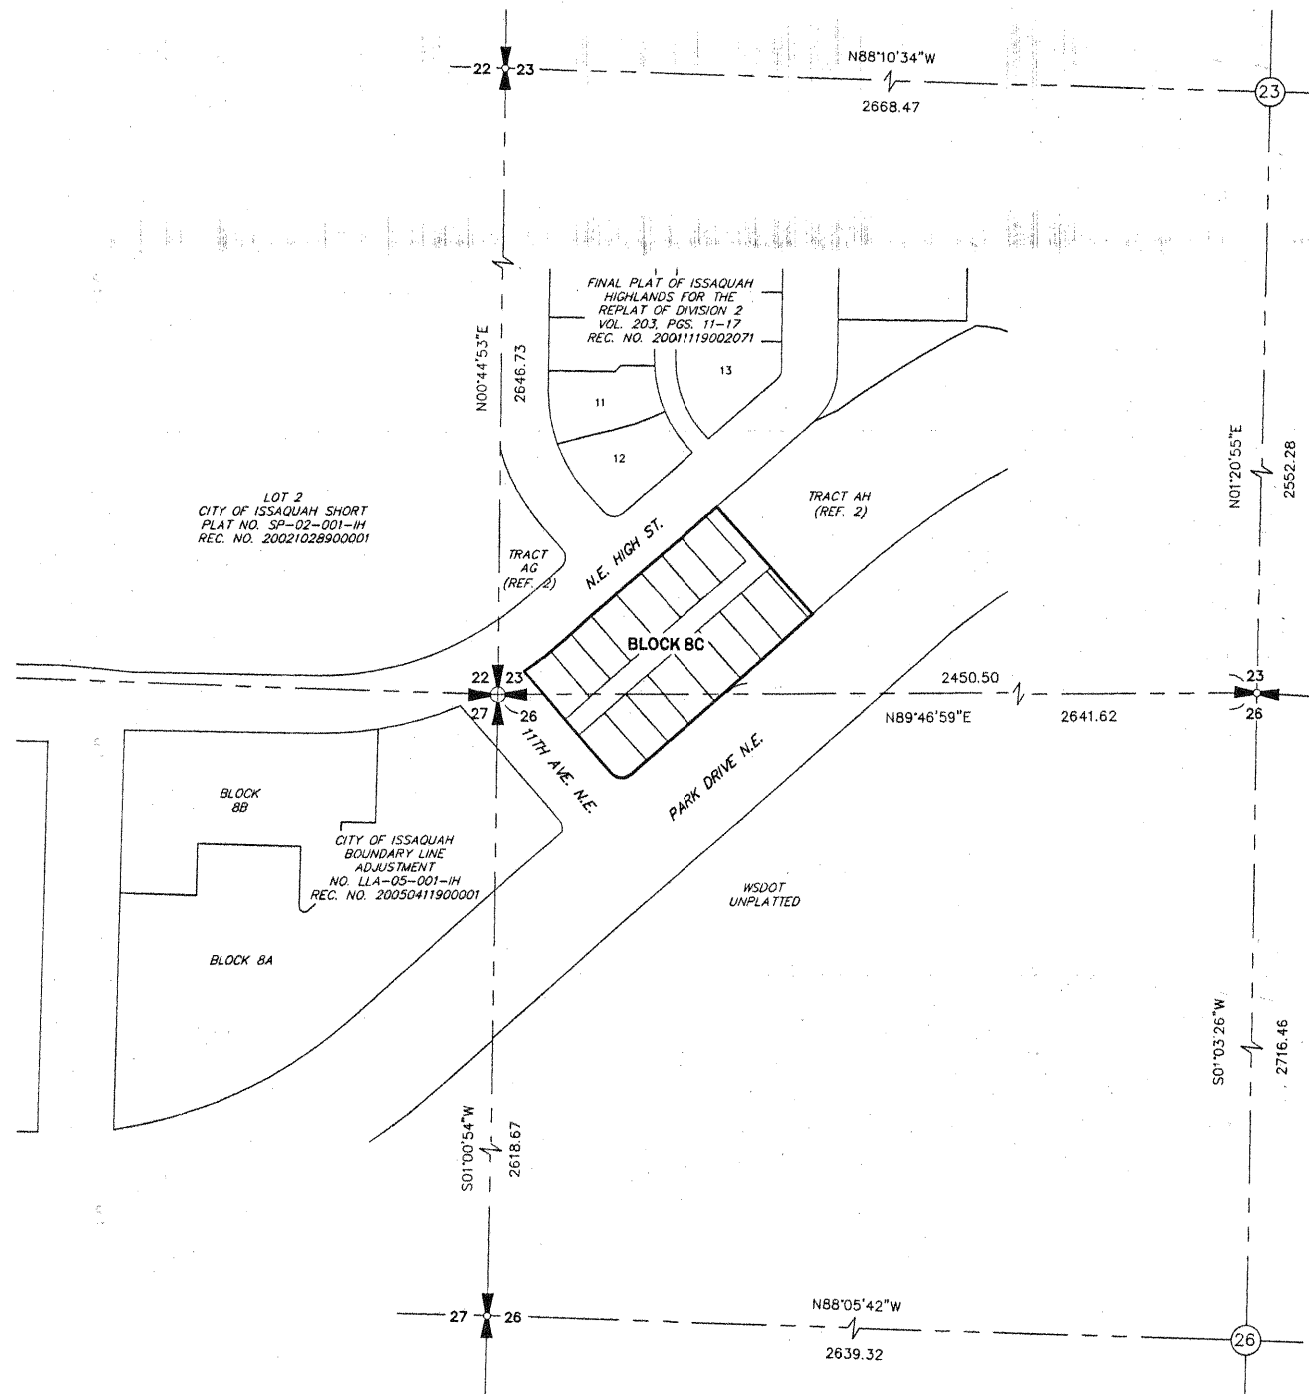 N88°10'34"W
22 23
23
2668.47
FINAL PLAT OF ISSAQUAH
HIGHLANDS FOR THE
REPLAT OF DIVISION 2
VOL. 203, PGS. 11-17
REC. NO. 20011119002071
N00°44'53"E
2646.73
13
11
12
N01°20'55"E
2552.28
LOT 2
CITY OF ISSAQUAH SHORT
PLAT NO. SP-02-001-IH
REC. NO. 20021028900001
TRACT AH
(REF. 2)
N.E. HIGH ST.
TRACT
AG
(REF. 2)
BLOCK 8C
22 23
27 26
2450.50
N89°46'59"E
2641.62
23
26
11TH AVE. N.E.
PARK DRIVE N.E.
BLOCK
8B
CITY OF ISSAQUAH
BOUNDARY LINE
ADJUSTMENT
NO. LLA-05-001-IH
REC. NO. 20050411900001
WSDOT
UNPLATTED
BLOCK 8A
S01°03'26"W
2716.46
S01°00'54"W
2618.67
27 26
N88°05'42"W
2639.32
26